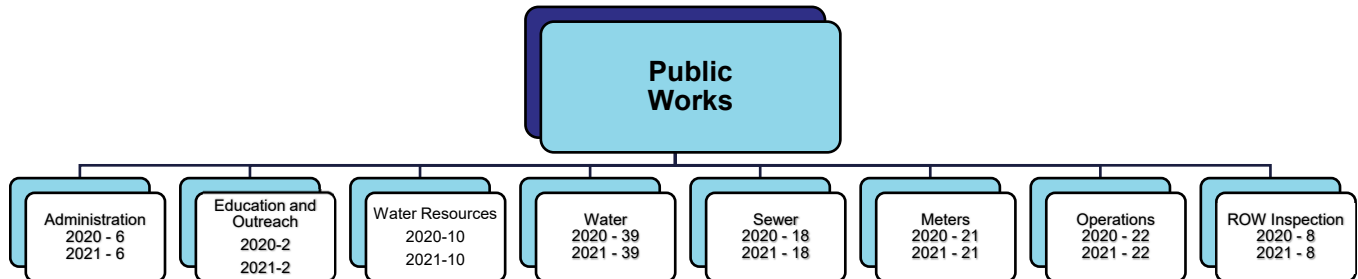 Public
Works
Administration
2020 - 6
2021 - 6
Education and
Outreach
2020-2
2021-2
Water Resources
2020-10
2021-10
Water
2020 - 39
2021 - 39
Sewer
2020 - 18
2021 - 18
Meters
2020 - 21
2021 - 21
Operations
2020 - 22
2021 - 22
ROW Inspection
2020 - 8
2021 - 8